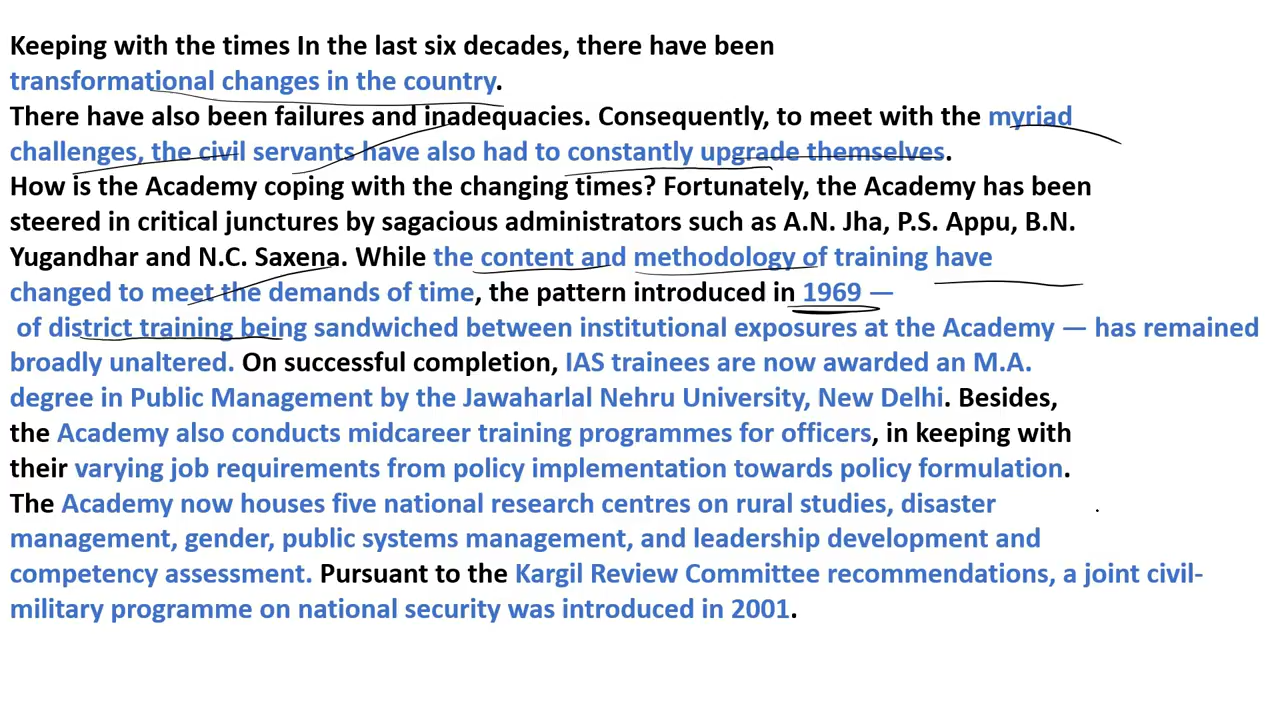 Keeping with the times In the last six decades, there have been
transformational changes in the country.
There have also been failures and inadequacies. Consequently, to meet with the myriad
challenges, the civil servants have also had to constantly upgrade themselves.
How is the Academy coping with the changing times? Fortunately, the Academy has been
steered in critical junctures by sagacious administrators such as A.N. Jha, P.S. Appu, B.N.
Yugandhar and N.C. Saxena. While the content and methodology of training have
changed to meet the demands of time, the pattern introduced in 1969 —
of district training being sandwiched between institutional exposures at the Academy — has remained
broadly unaltered. On successful completion, IAS trainees are now awarded an M.A.
degree in Public Management by the Jawaharlal Nehru University, New Delhi. Besides,
the Academy also conducts midcareer training programmes for officers, in keeping with
their varying job requirements from policy implementation towards policy formulation.
The Academy now houses five national research centres on rural studies, disaster
management, gender, public systems management, and leadership development and
competency assessment. Pursuant to the Kargil Review Committee recommendations, a joint civil-
military programme on national security was introduced in 2001.